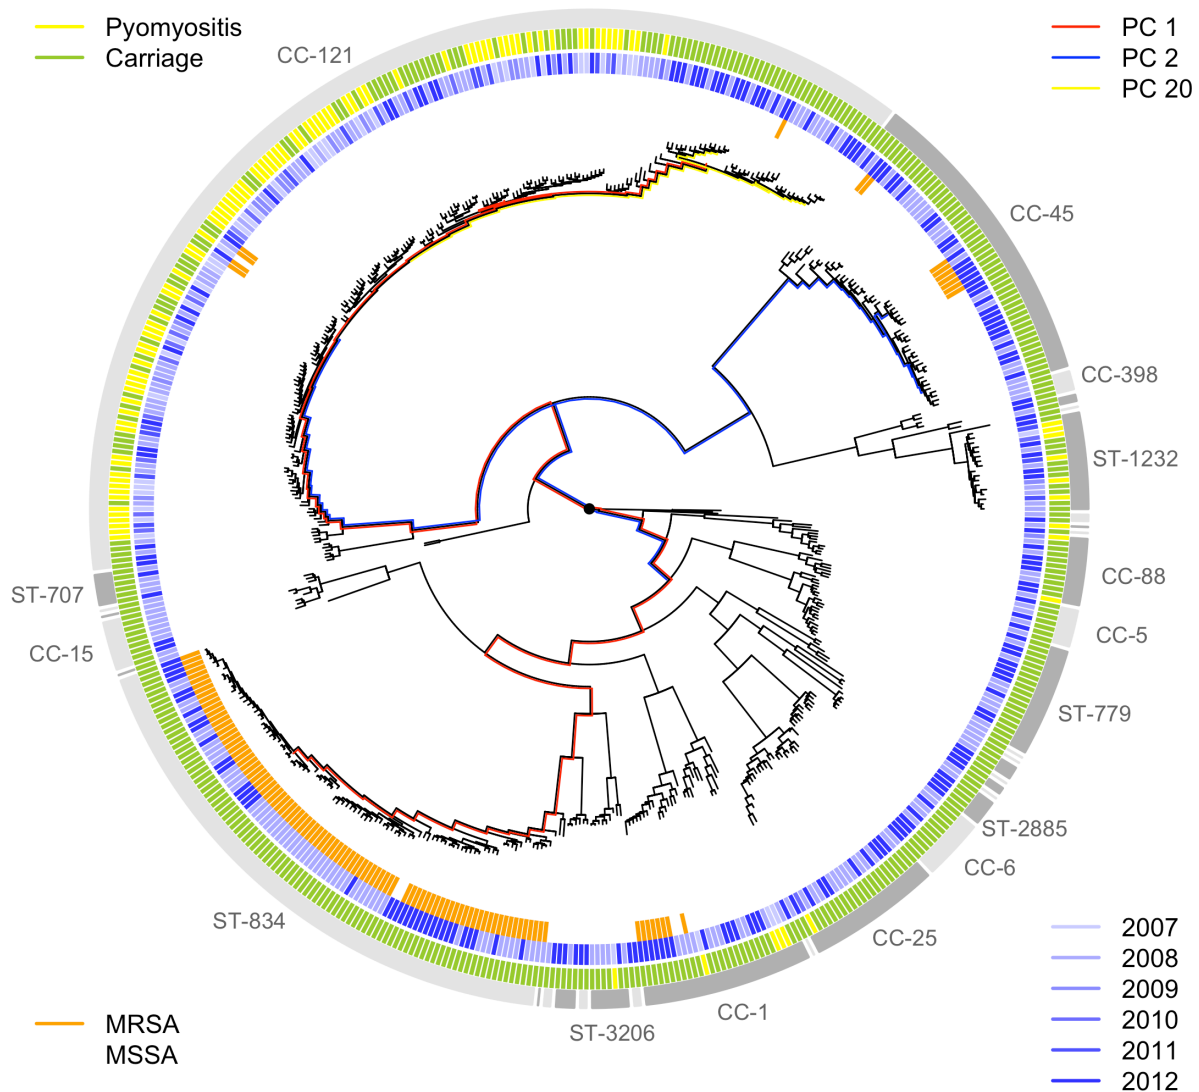 Pyomyositis
Carriage
PC 1
PC 2
PC 20
CC-121
CC-45
CC-398
ST-1232
CC-88
CC-5
ST-779
ST-2885
CC-6
CC-25
CC-1
ST-3206
ST-834
CC-15
ST-707
MRSA
MSSA
2007
2008
2009
2010
2011
2012